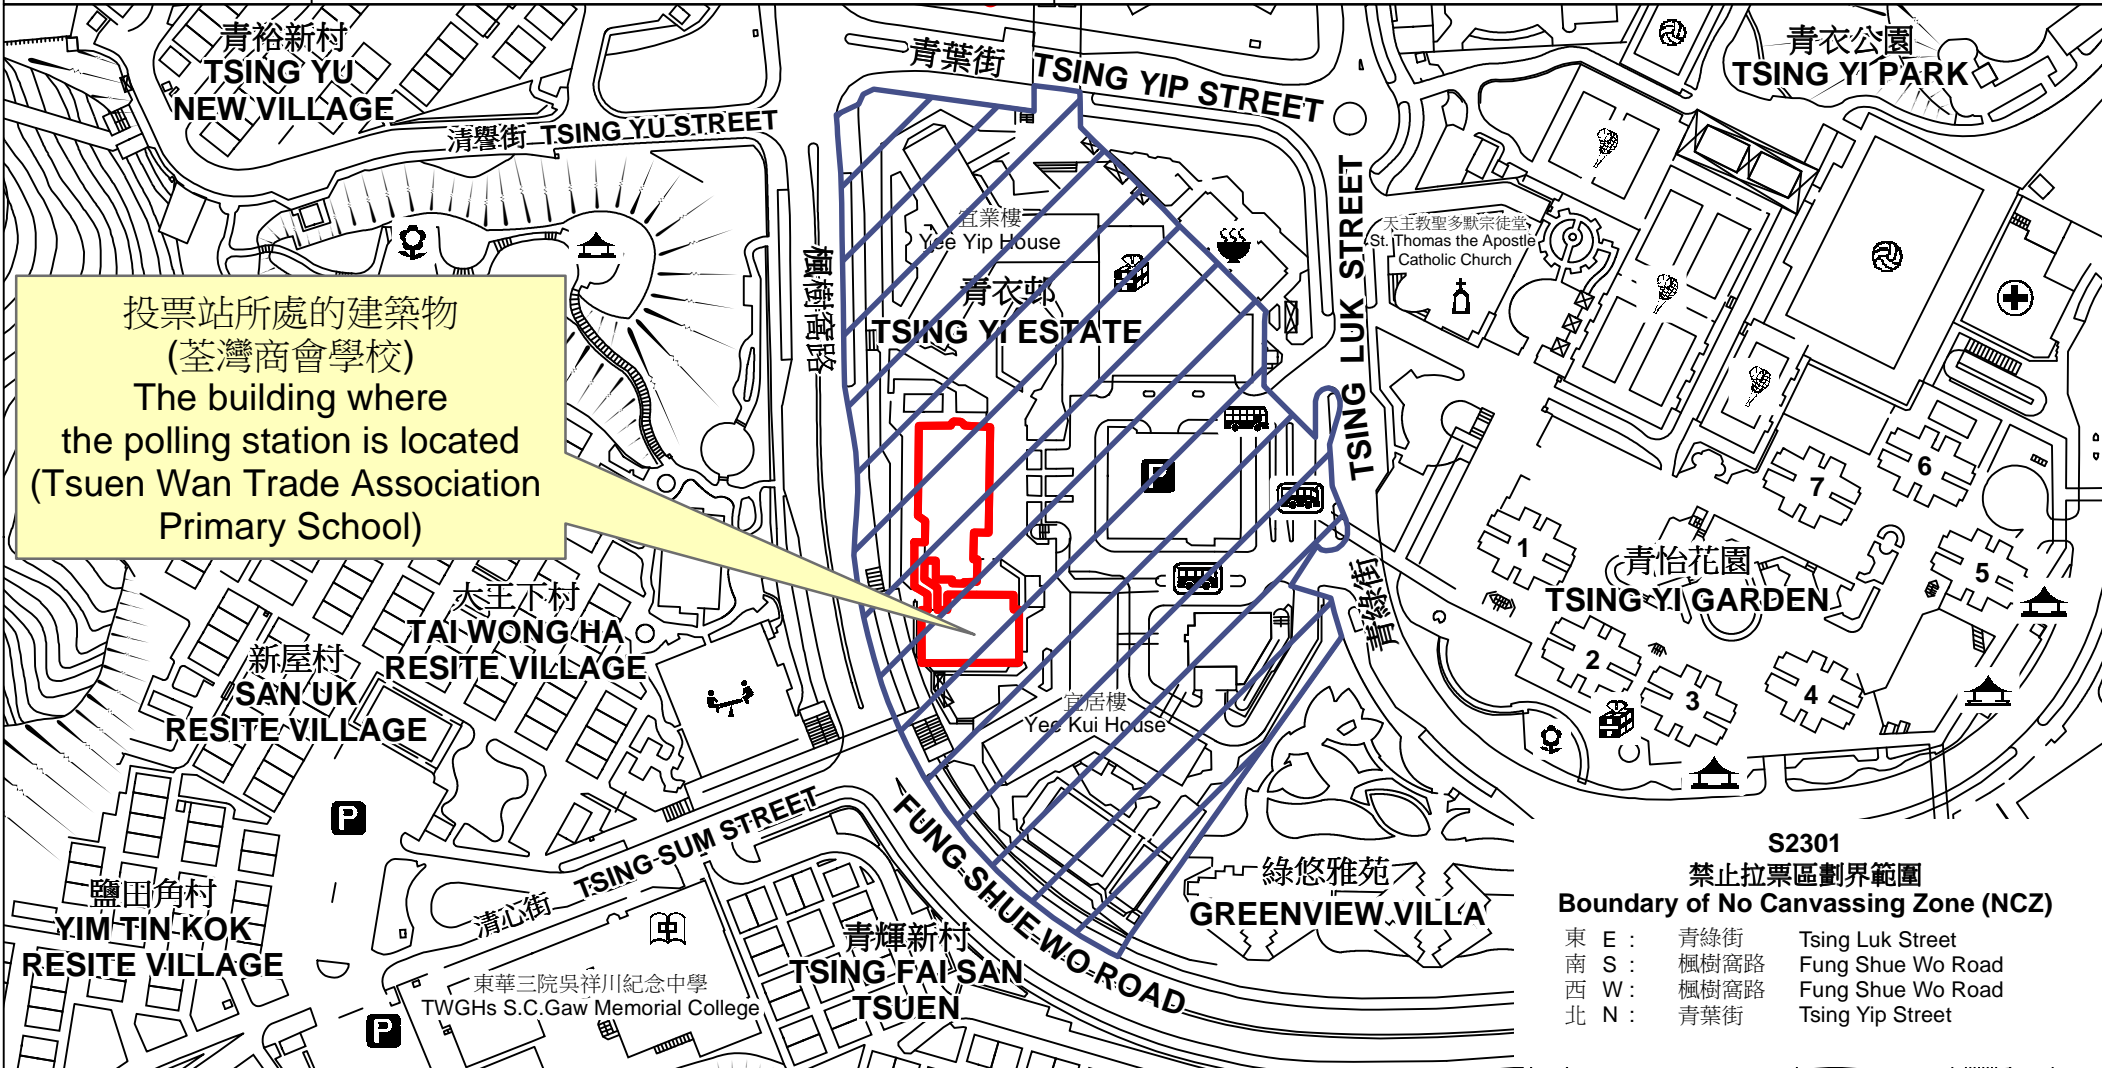 青裕新村
TSING YU
NEW VILLAGE
清譽街 TSING YU STREET
青葉街 TSING YIP STREET
青衣公園
TSING YI PARK
宜業樓
Yee Yip House
青衣邨
TSING YI ESTATE
楓樹窩路
TSING LUK STREET
青綠街
天主教聖多默宗徒堂
St. Thomas the Apostle
Catholic Church
投票站所處的建築物
(荃灣商會學校)
The building where
the polling station is located
(Tsuen Wan Trade Association
Primary School)
P
6
7
1
5
青怡花園
TSING YI GARDEN
2
3
4
大王下村
TAI WONG HA
RESITE VILLAGE
新屋村
SAN UK
RESITE VILLAGE
宜居樓
Yee Kui House
P
TSING SUM STREET
清心街
FUNG SHUE WO ROAD
鹽田角村
YIM TIN KOK
RESITE VILLAGE
中
東華三院吳祥川紀念中學
TWGHs S.C.Gaw Memorial College
P
青輝新村
TSING FAI SAN
TSUEN
綠悠雅苑
GREENVIEW VILLA
S2301
禁止拉票區劃界範圍
Boundary of No Canvassing Zone (NCZ)
東 E : 青綠街 Tsing Luk Street
南 S : 楓樹窩路 Fung Shue Wo Road
西 W : 楓樹窩路 Fung Shue Wo Road
北 N : 青葉街 Tsing Yip Street